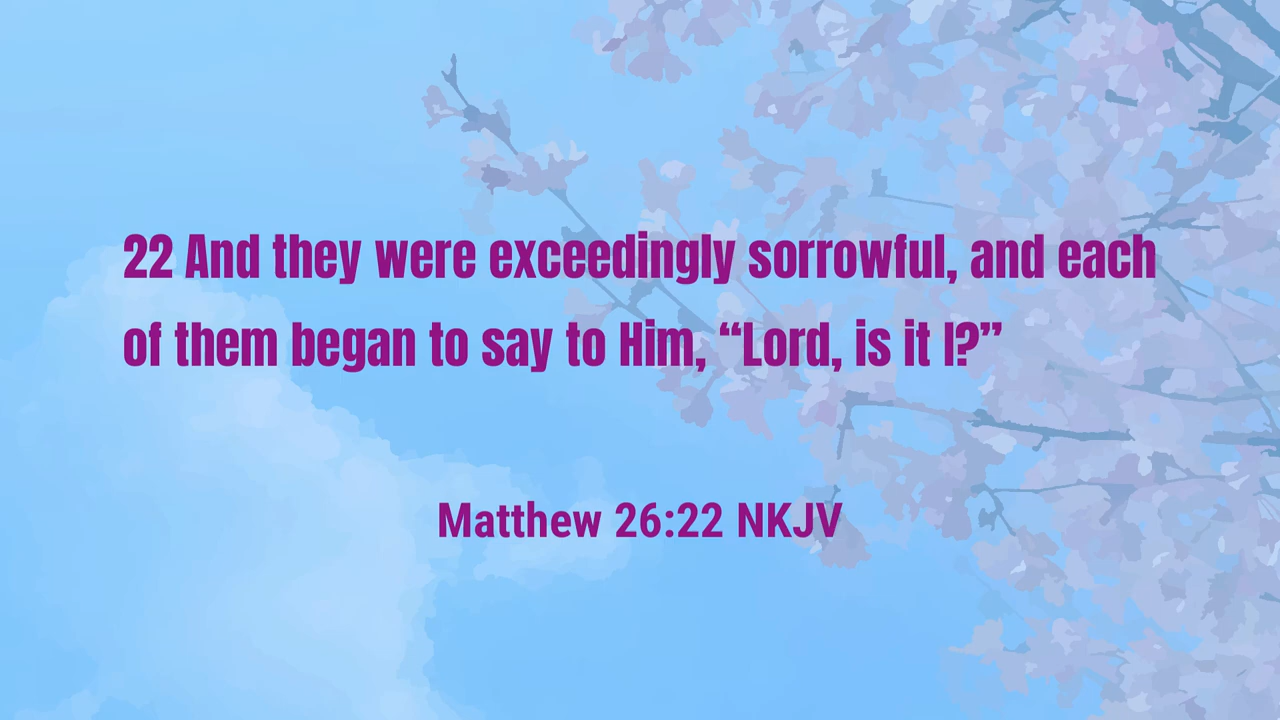 22 And they were exceedingly sorrowful, and each
of them began to say to Him, “Lord, is it I?”
Matthew 26:22 NKJV